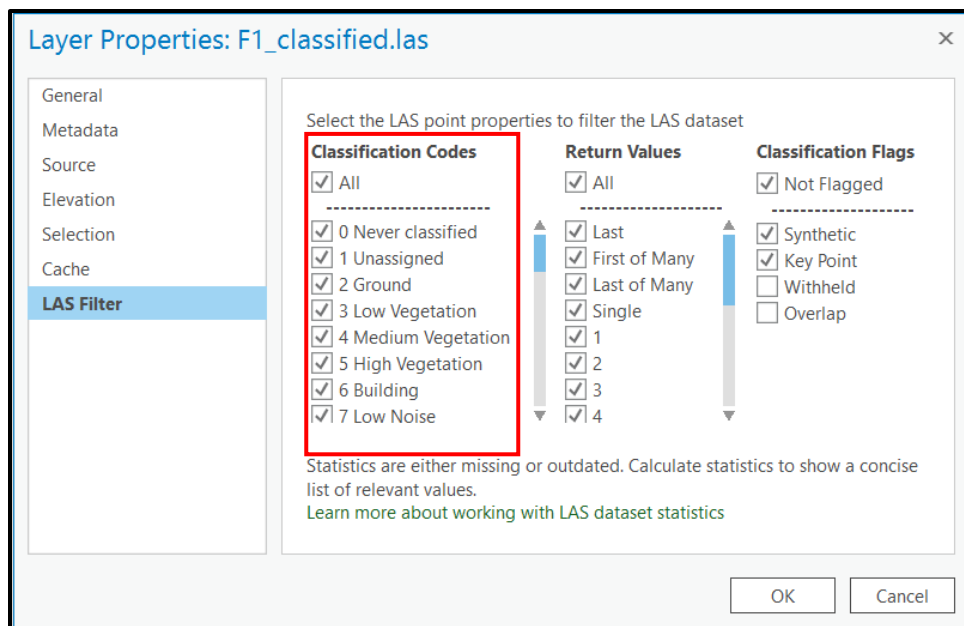 Layer Properties: F1_classified.las
General
Metadata
Source
Elevation
Selection
Cache
LAS Filter
Select the LAS point properties to filter the LAS dataset
Classification Codes
All
0 Never classified
1 Unassigned
2 Ground
3 Low Vegetation
4 Medium Vegetation
5 High Vegetation
6 Building
7 Low Noise
Return Values
All
Last
First of Many
Last of Many
Single
1
2
3
4
Classification Flags
Not Flagged
Synthetic
Key Point
Withheld
Overlap
Statistics are either missing or outdated. Calculate statistics to show a concise
list of relevant values.
Learn more about working with LAS dataset statistics
OK
Cancel